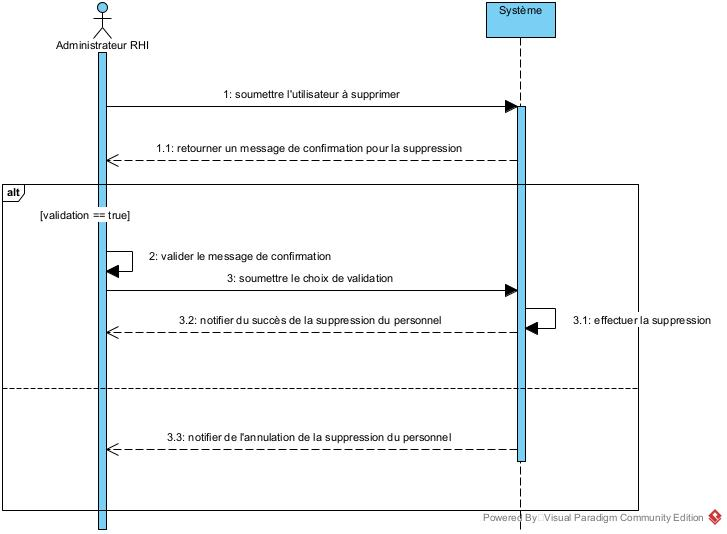 Système
Administrateur RHI
1: soumettre l'utilisateur à supprimer
1.1: retourner un message de confirmation pour la suppression
alt
[validation == true]
2: valider le message de confirmation
3: soumettre le choix de validation
3.2: notifier du succès de la suppression du personnel
3.1: effectuer la suppression
3.3: notifier de l'annulation de la suppression du personnel
Powered By Visual Paradigm Community Edition